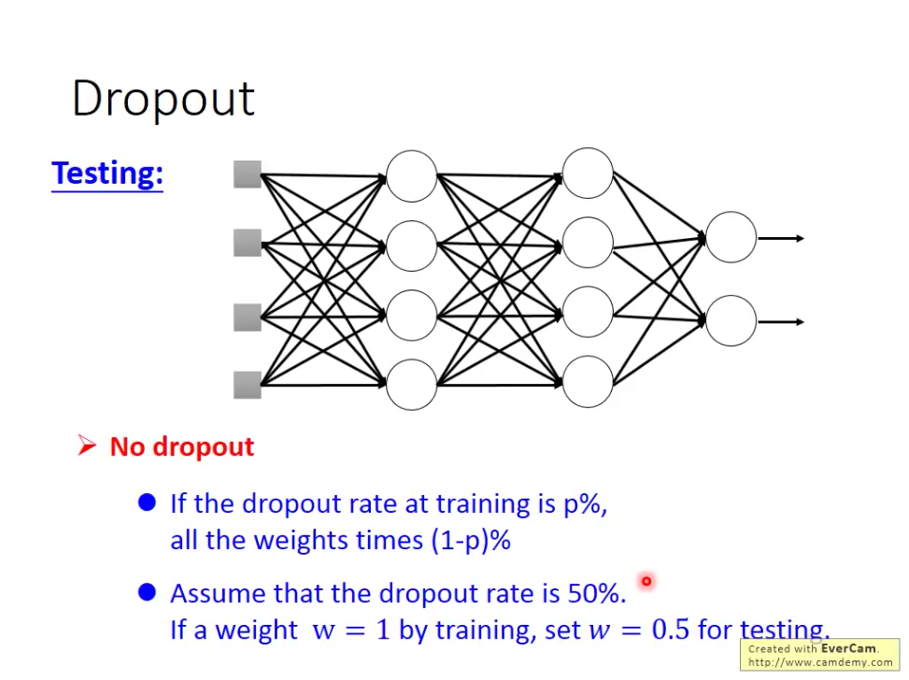 Dropout
Testing:
No dropout
If the dropout rate at training is p%,
all the weights times (1-p)%
Assume that the dropout rate is 50%.
If a weight w = 1 by training, set w = 0.5 for testing.
Created with EverCam.
http://www.camdemy.com